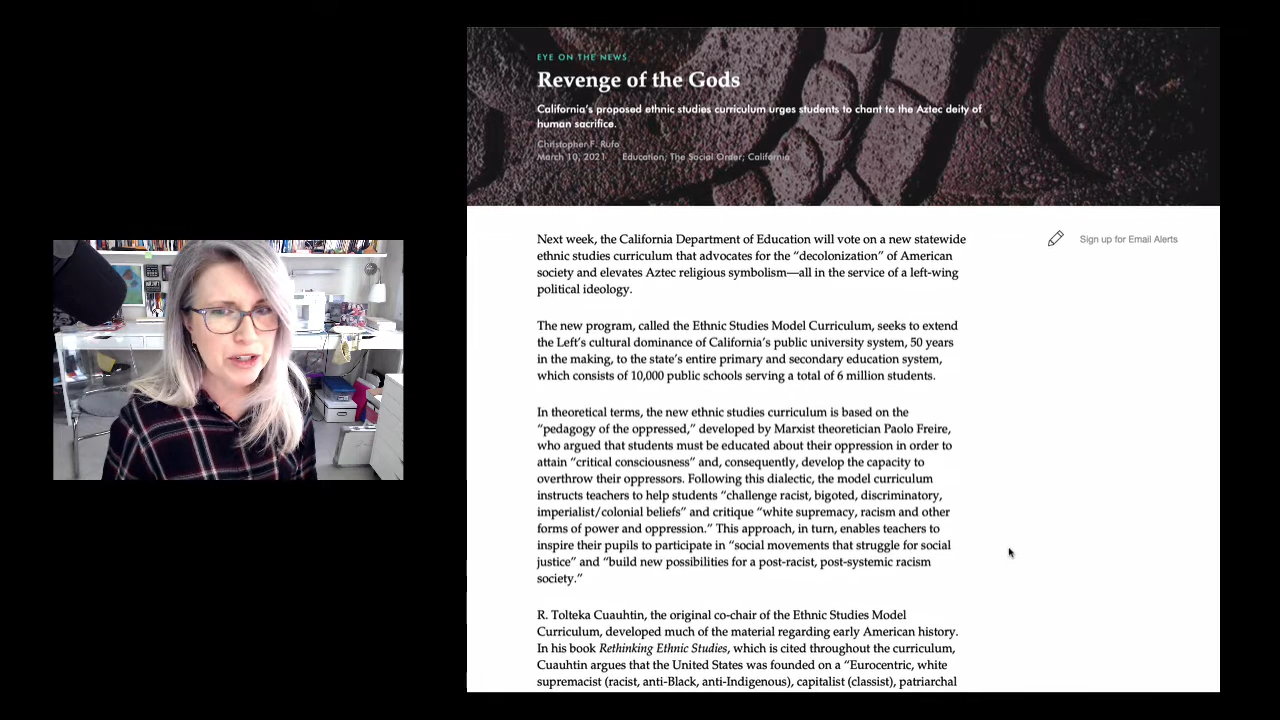 EYE ON THE NEWS
Revenge of the Gods
California's proposed ethnic studies curriculum urges students to chant to the Aztec deity of
human sacrifice.
Christopher F. Rufo
March 10, 2021 Education; The Social Order; California
Next week, the California Department of Education will vote on a new statewide
ethnic studies curriculum that advocates for the “decolonization” of American
society and elevates Aztec religious symbolism—all in the service of a left-wing
political ideology.
Sign up for Email Alerts
The new program, called the Ethnic Studies Model Curriculum, seeks to extend
the Left’s cultural dominance of California’s public university system, 50 years
in the making, to the state’s entire primary and secondary education system,
which consists of 10,000 public schools serving a total of 6 million students.
In theoretical terms, the new ethnic studies curriculum is based on the
“pedagogy of the oppressed,” developed by Marxist theoretician Paolo Freire,
who argued that students must be educated about their oppression in order to
attain “critical consciousness” and, consequently, develop the capacity to
overthrow their oppressors. Following this dialectic, the model curriculum
instructs teachers to help students “challenge racist, bigoted, discriminatory,
imperialist/colonial beliefs” and critique “white supremacy, racism and other
forms of power and oppression.” This approach, in turn, enables teachers to
inspire their pupils to participate in “social movements that struggle for social
justice” and “build new possibilities for a post-racist, post-systemic racism
society.”
R. Tolteka Cuauhtin, the original co-chair of the Ethnic Studies Model
Curriculum, developed much of the material regarding early American history.
In his book Rethinking Ethnic Studies, which is cited throughout the curriculum,
Cuauhtin argues that the United States was founded on a “Eurocentric, white
supremacist (racist, anti-Black, anti-Indigenous), capitalist (classist), patriarchal